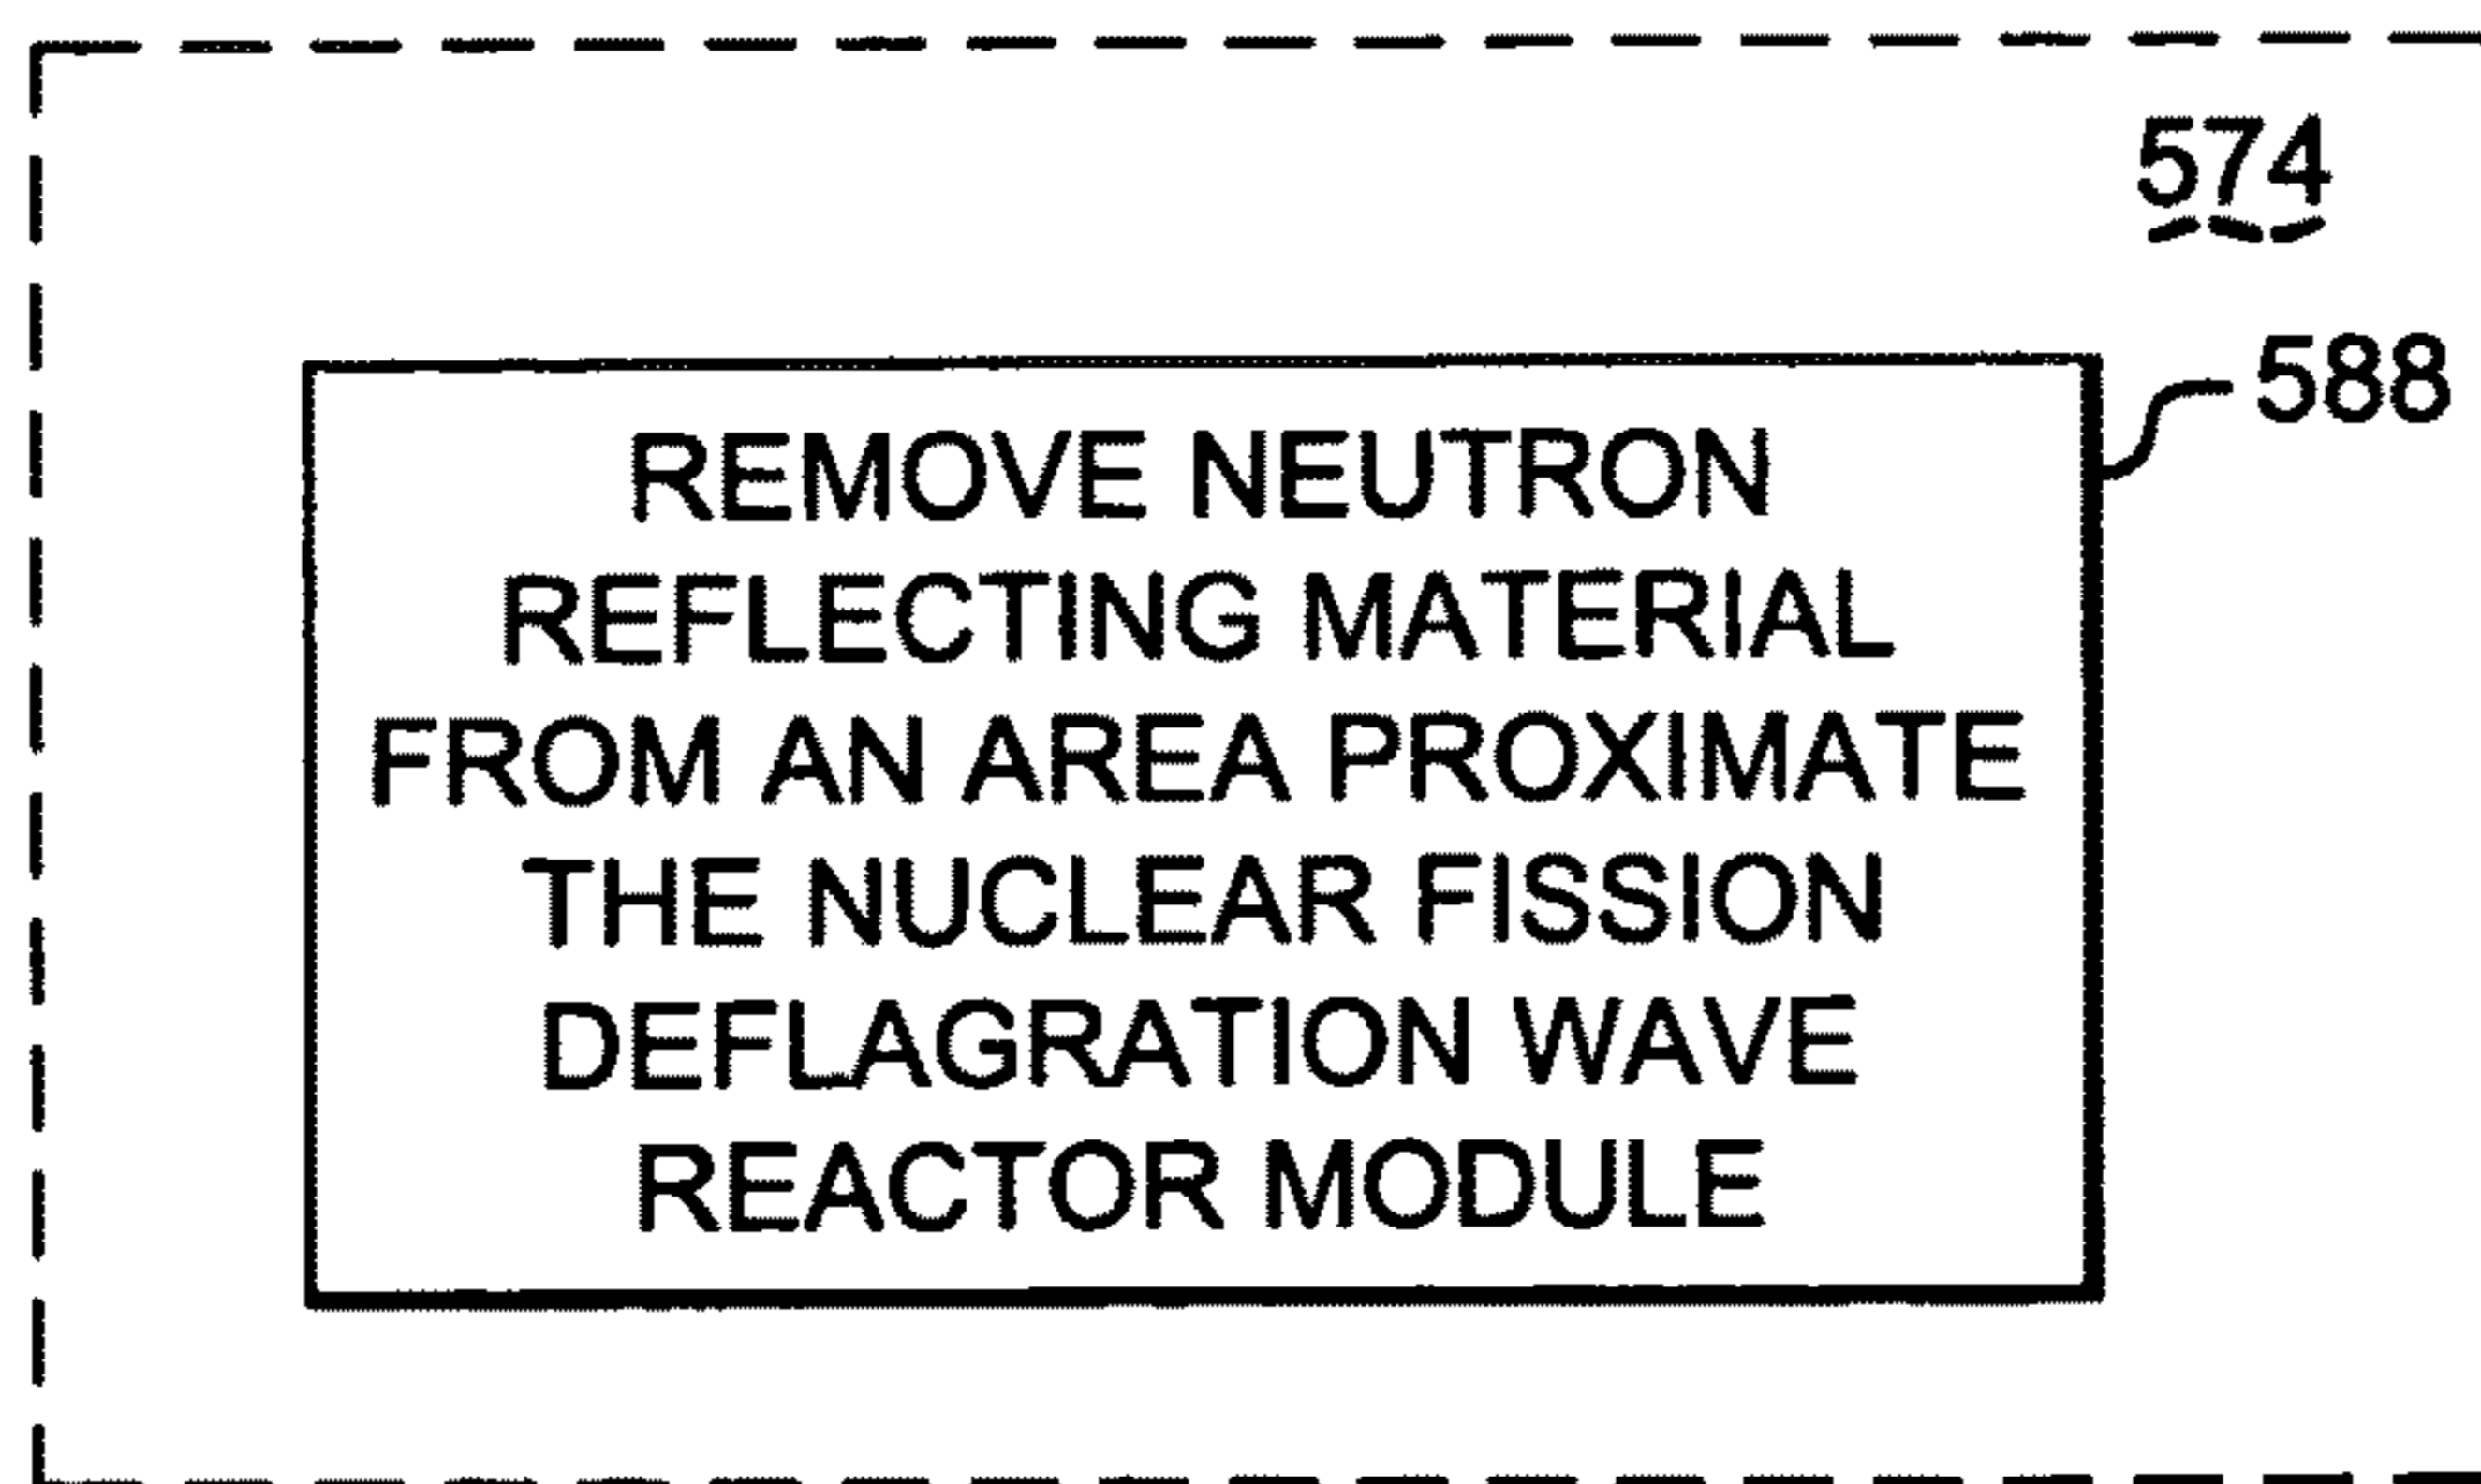 574
588
REMOVE NEUTRON
REFLECTING MATERIAL
FROM AN AREA PROXIMATE
THE NUCLEAR FISSION
DEFLAGRATION WAVE
REACTOR MODULE